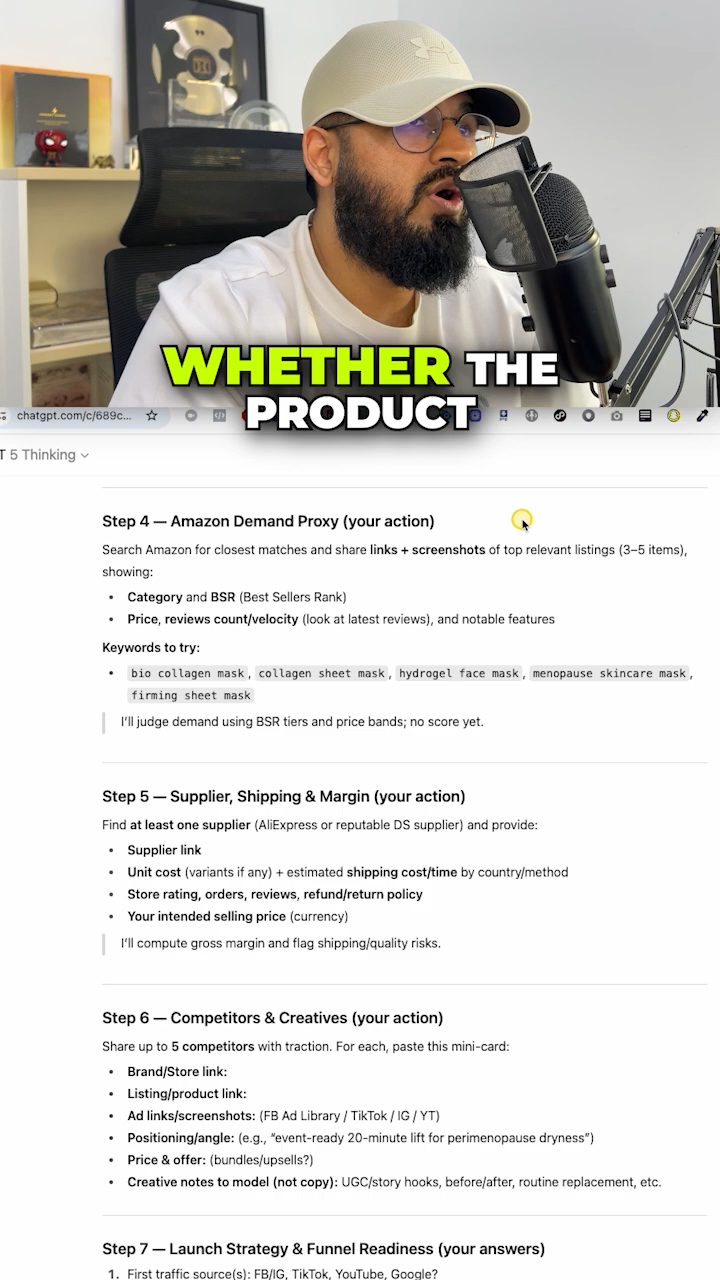 WHETHER THE
PRODUCT
chatgpt.com/c/689c...
T 5 Thinking
Step 4 — Amazon Demand Proxy (your action)
Search Amazon for closest matches and share links + screenshots of top relevant listings (3–5 items),
showing:
• Category and BSR (Best Sellers Rank)
• Price, reviews count/velocity (look at latest reviews), and notable features
Keywords to try:
• bio collagen mask, collagen sheet mask, hydrogel face mask, menopause skincare mask,
firming sheet mask
I’ll judge demand using BSR tiers and price bands; no score yet.
Step 5 — Supplier, Shipping & Margin (your action)
Find at least one supplier (AliExpress or reputable DS supplier) and provide:
• Supplier link
• Unit cost (variants if any) + estimated shipping cost/time by country/method
• Store rating, orders, reviews, refund/return policy
• Your intended selling price (currency)
I’ll compute gross margin and flag shipping/quality risks.
Step 6 — Competitors & Creatives (your action)
Share up to 5 competitors with traction. For each, paste this mini-card:
• Brand/Store link:
• Listing/product link:
• Ad links/screenshots: (FB Ad Library / TikTok / IG / YT)
• Positioning/angle: (e.g., “event-ready 20-minute lift for perimenopause dryness”)
• Price & offer: (bundles/upsells?)
• Creative notes to model (not copy): UGC/story hooks, before/after, routine replacement, etc.
Step 7 — Launch Strategy & Funnel Readiness (your answers)
1. First traffic source(s): FB/IG, TikTok, YouTube, Google?